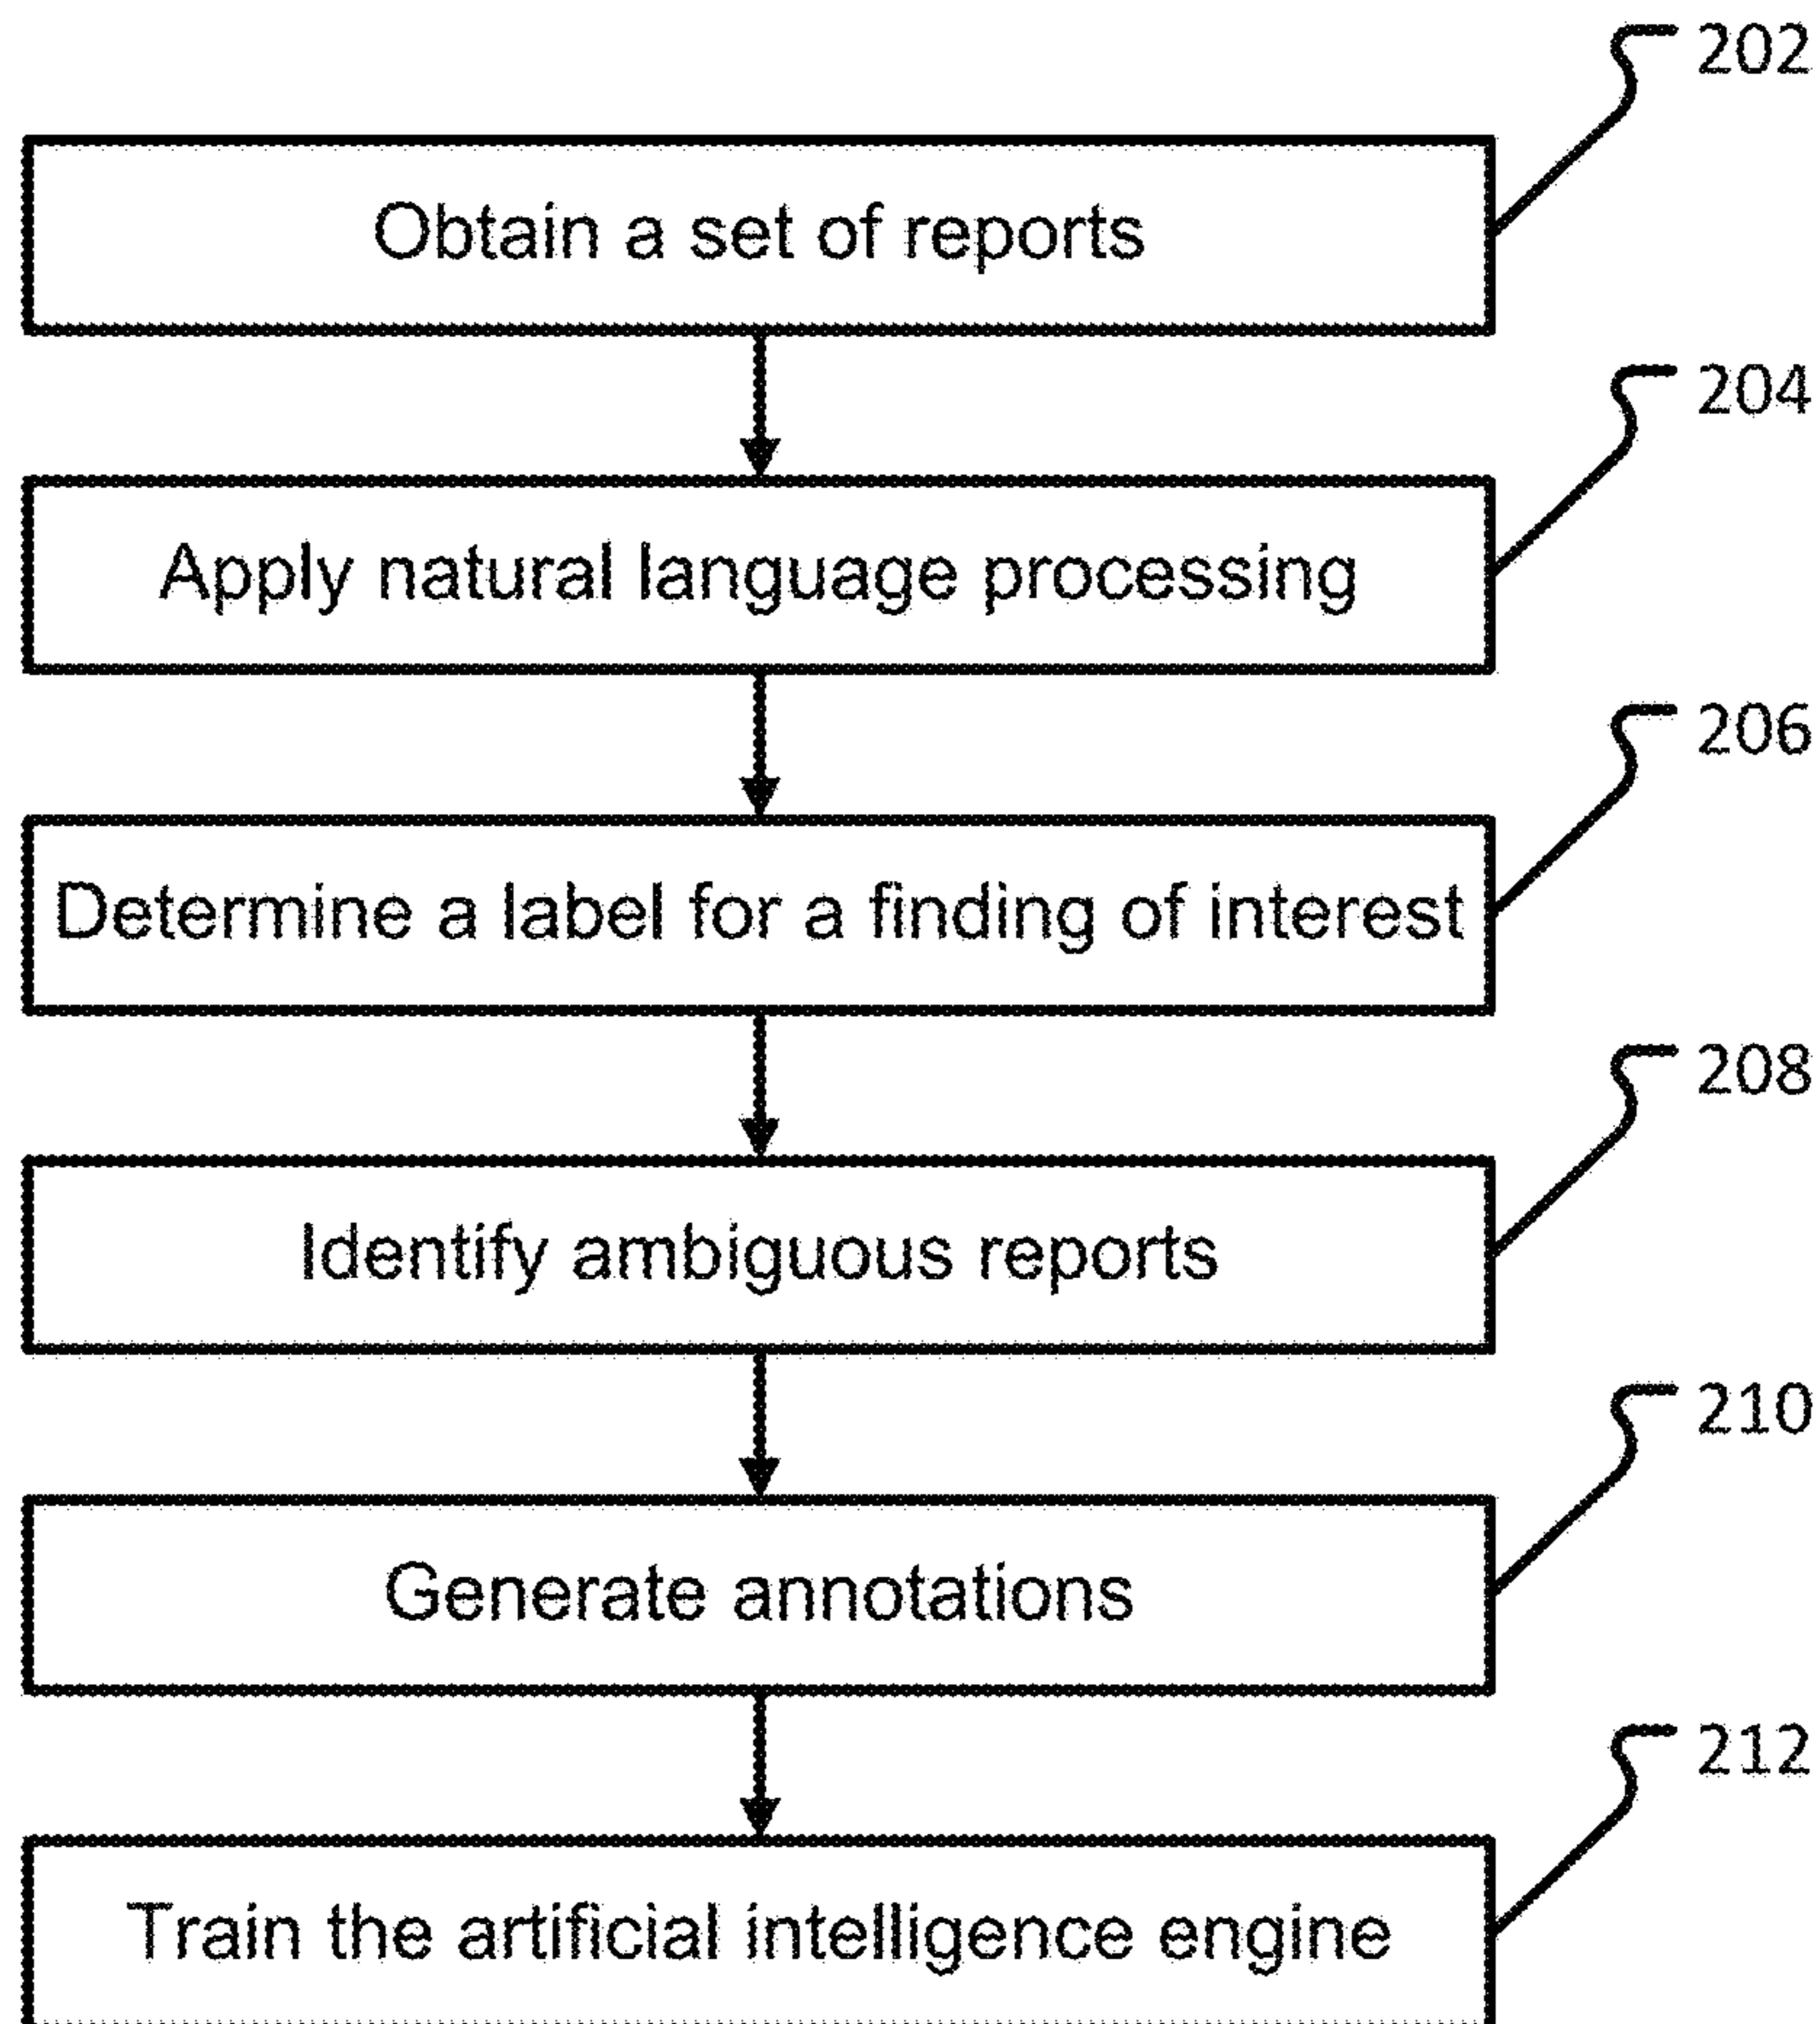 202
Obtain a set of reports
204
Apply natural language processing
206
Determine a label for a finding of interest
208
Identify ambiguous reports
210
Generate annotations
212
Train the artificial intelligence engine